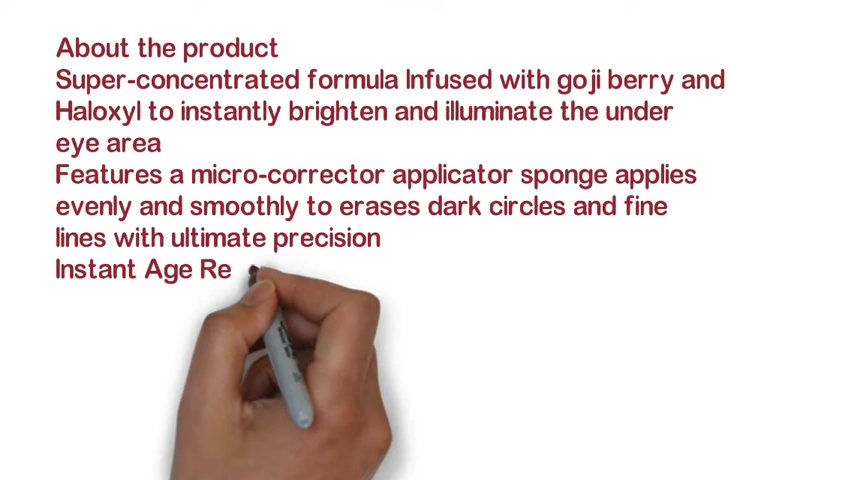 About the product
Super-concentrated formula Infused with goji berry and
Haloxyl to instantly brighten and illuminate the under
eye area
Features a micro-corrector applicator sponge applies
evenly and smoothly to erases dark circles and fine
lines with ultimate precision
Instant Age Re